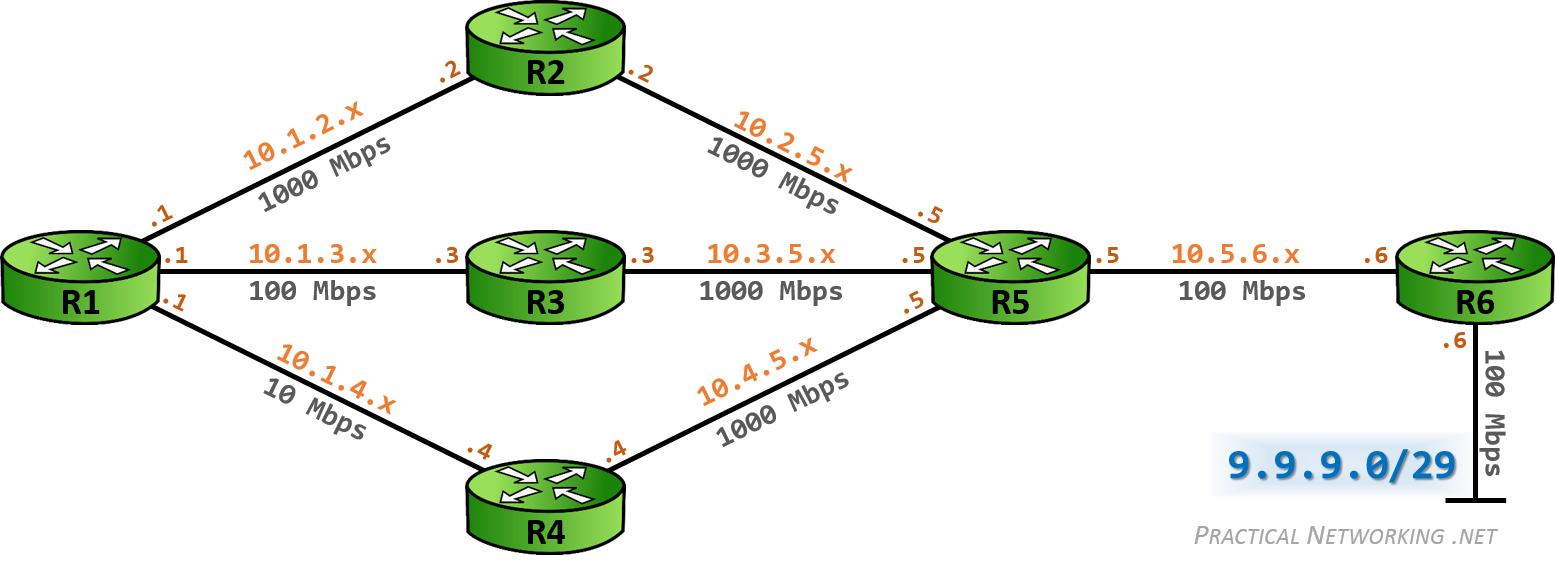 R2
.2
.2
10.1.2.x
1000 Mbps
10.2.5.x
1000 Mbps
.1
.5
R1
.1
10.1.3.x
100 Mbps
.3
R3
.3
10.3.5.x
1000 Mbps
.5
R5
.5
10.5.6.x
100 Mbps
.6
R6
.1
.5
10.1.4.x
10 Mbps
10.4.5.x
1000 Mbps
.6
100 Mbps
.4
.4
R4
9.9.9.0/29
PRACTICAL NETWORKING .NET